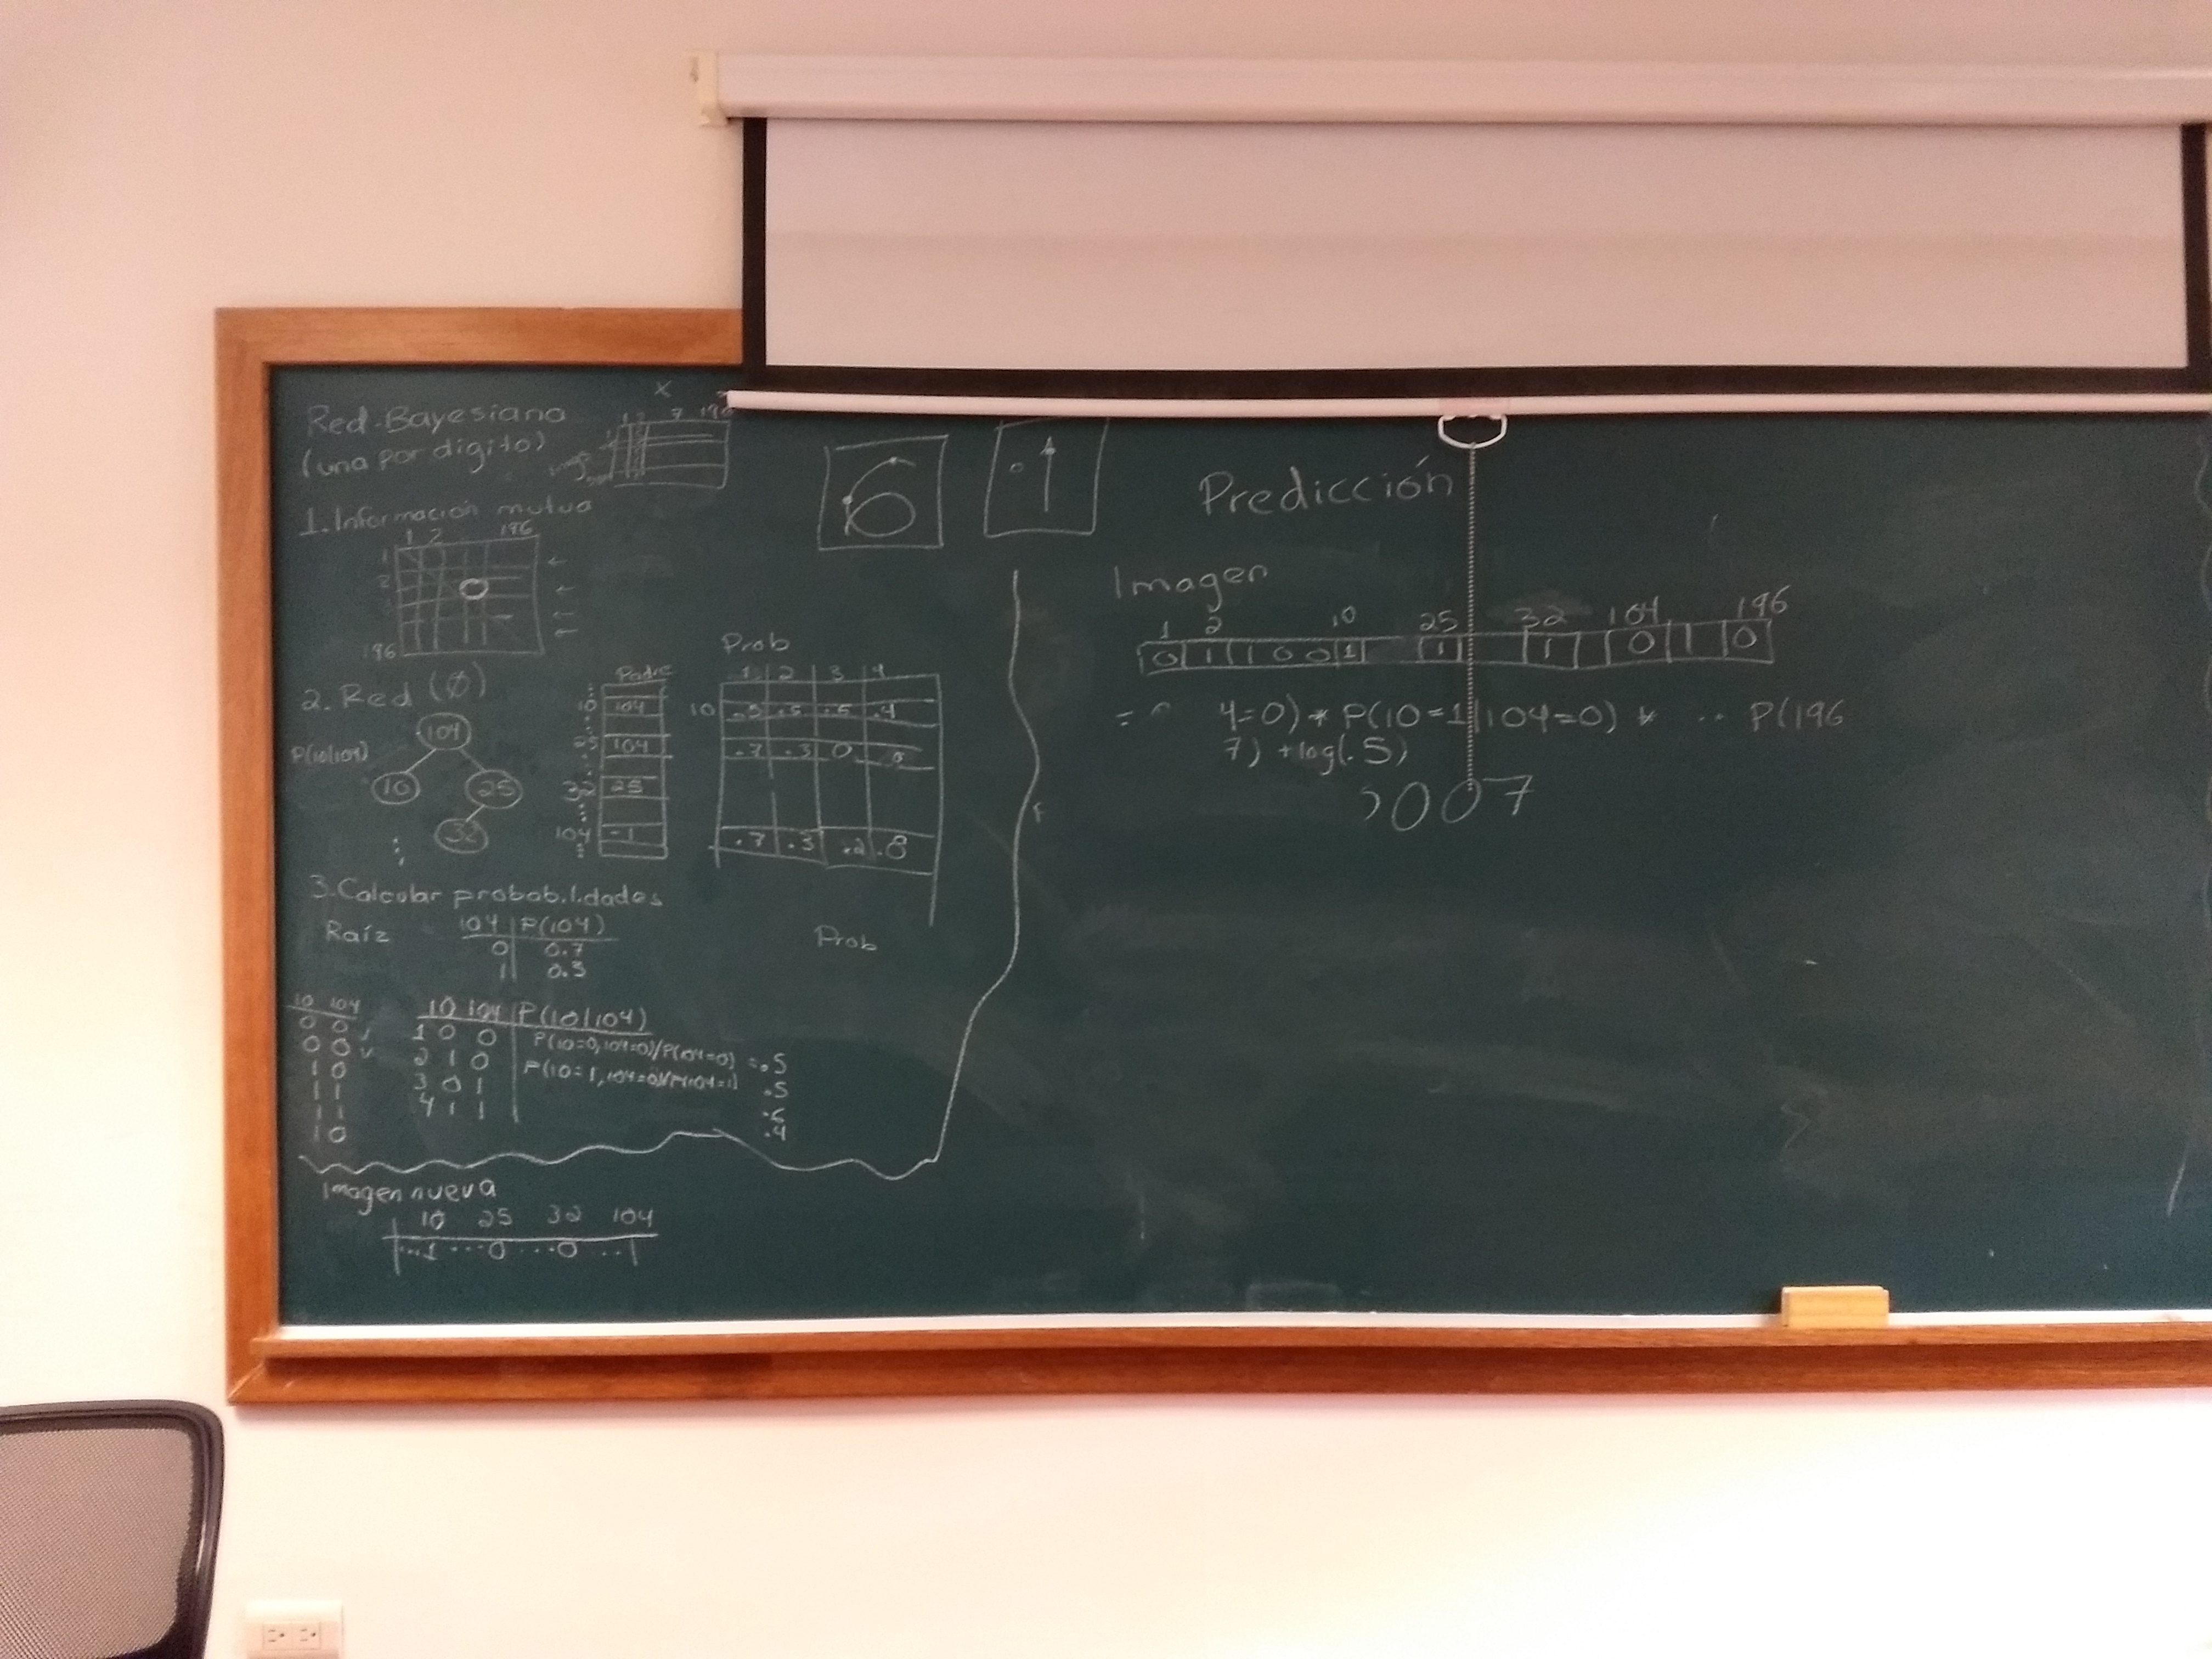 Red Bayesiana
(una por digito)
x
1 2 7 196
1. Información mutua
1 2 196
1
2
196
2. Red (Ø)
P(10|104)
104
10 25
32
Padre
10 104
25 104
32 25
104 -1
Prob
1 2 3 4
10 .5 .5 .6 .4
.7 .3 0 0
.7 .3 .2 .8
Prob
3. Calcular probabilidades
Raíz
104 P(104)
0 0.7
1 0.3
10 104
0 0
0 0
1 0
1 1
1 1
1 0
10 104 P(10|104)
1 0 0 P(10=0,104=0)/P(104=0) =.5
2 1 0 P(10=1,104=0)/P(104=1) .5
3 0 1 .6
4 1 1 .4
Imagen nueva
10 25 32 104
...1 ...0 ...0 ..1
6
1
Predicción
Imagen
1 2 10 25 32 104 196
0 1 1 0 0 1 1 1 0 0
= 4=0) * P(10=1|104=0) * .. P(196
7) + log(.5)
007